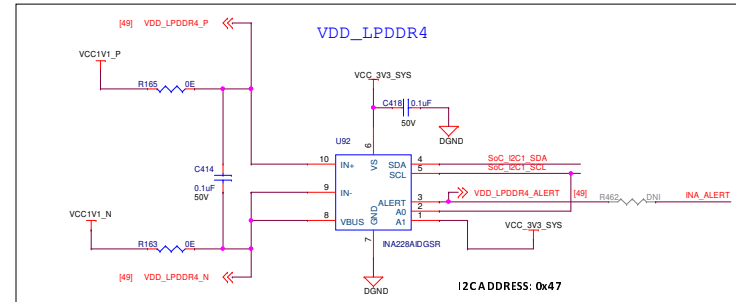 [49] VDD_LPDDR4_P
VDD_LPDDR4
VCC1V1_P
VCC_3V3_SYS
R165 0E
C418 0.1uF
50V
DGND
U92
C414
0.1uF
50V
10 IN+
9 IN-
8 VBUS
6 VS
7 GND
SDA 4 SoC_I2C1_SDA
SCL 5 SoC_I2C1_SCL
ALERT 3
A0 2
A1 1
VDD_LPDDR4_ALERT [49]
R462 DNI
INA_ALERT
VCC1V1_N
VCC_3V3_SYS
R163 0E
INA228AIDGSR
[49] VDD_LPDDR4_N
DGND
I2C ADDRESS: 0x47